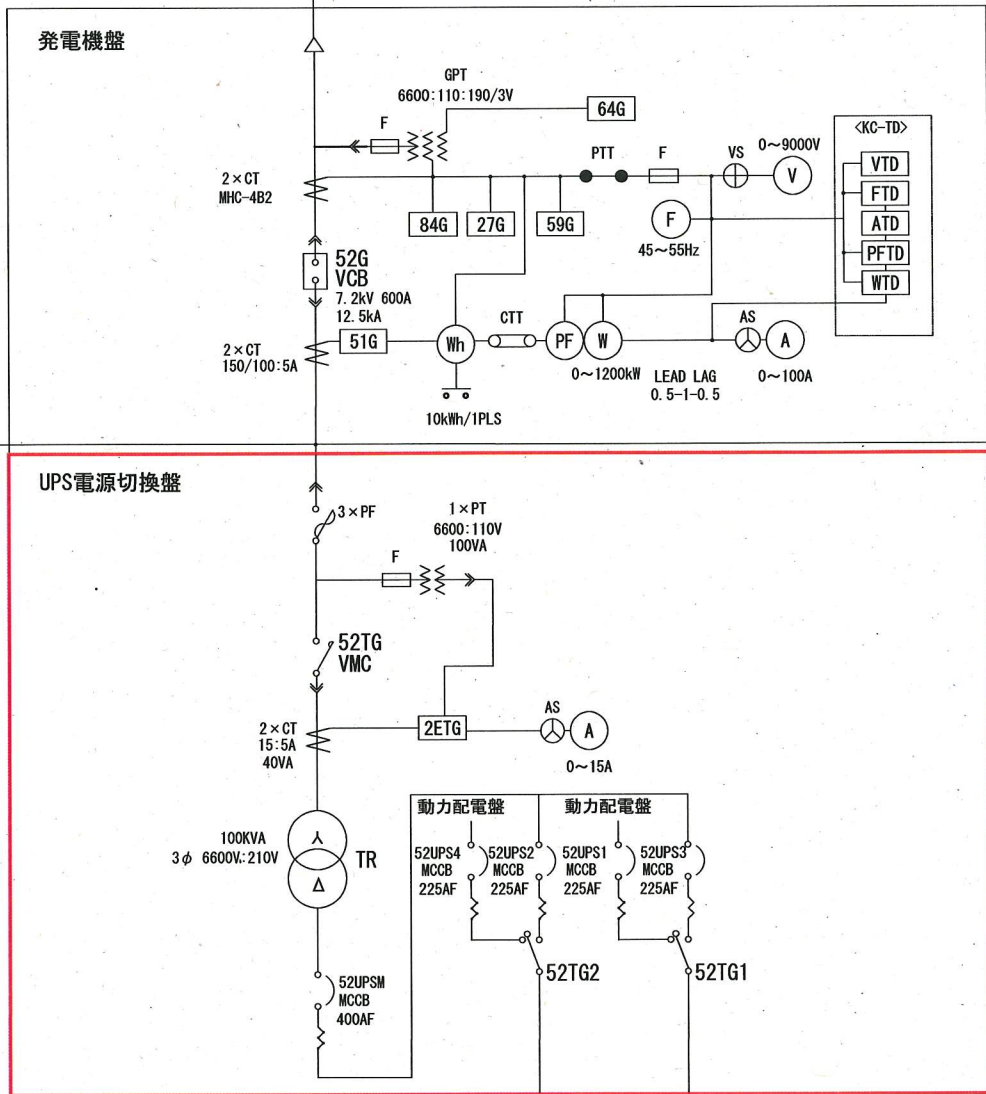 発電機盤
GPT
6600:110:190/3V
64G
F
<KC-TD>
2×CT
MHC-4B2
PTT
F
VS
0～9000V
V
VTD
FTD
ATD
PFTD
WTD
84G
27G
59G
F
45～55Hz
52G
VCB
7.2kV 600A
12.5kA
51G
2×CT
150/100:5A
Wh
CTT
PF
W
0～1200kW
LEAD LAG
0.5-1-0.5
AS
A
0～100A
10kWh/1PLS
UPS電源切換盤
3×PF
1×PT
6600:110V
100VA
F
52TG
VMC
2×CT
15:5A
40VA
2ETG
AS
A
0～15A
100KVA
3φ 6600V:210V
TR
動力配電盤
動力配電盤
52UPS4
MCCB
225AF
52UPS2
MCCB
225AF
52UPS1
MCCB
225AF
52UPS3
MCCB
225AF
52TG2
52TG1
52UPSM
MCCB
400AF